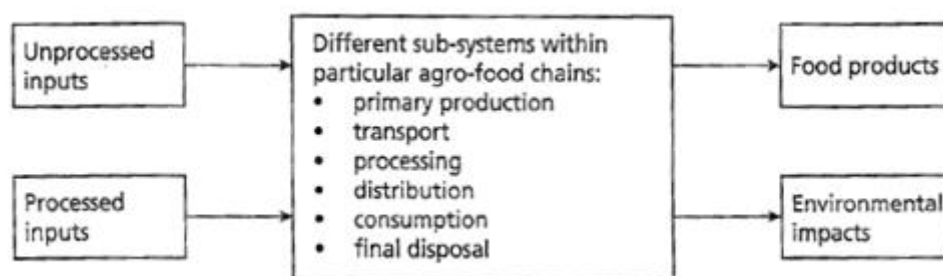 Unprocessed
inputs
Processed
inputs
Different sub-systems within
particular agro-food chains:
• primary production
• transport
• processing
• distribution
• consumption
• final disposal
Food products
Environmental
impacts